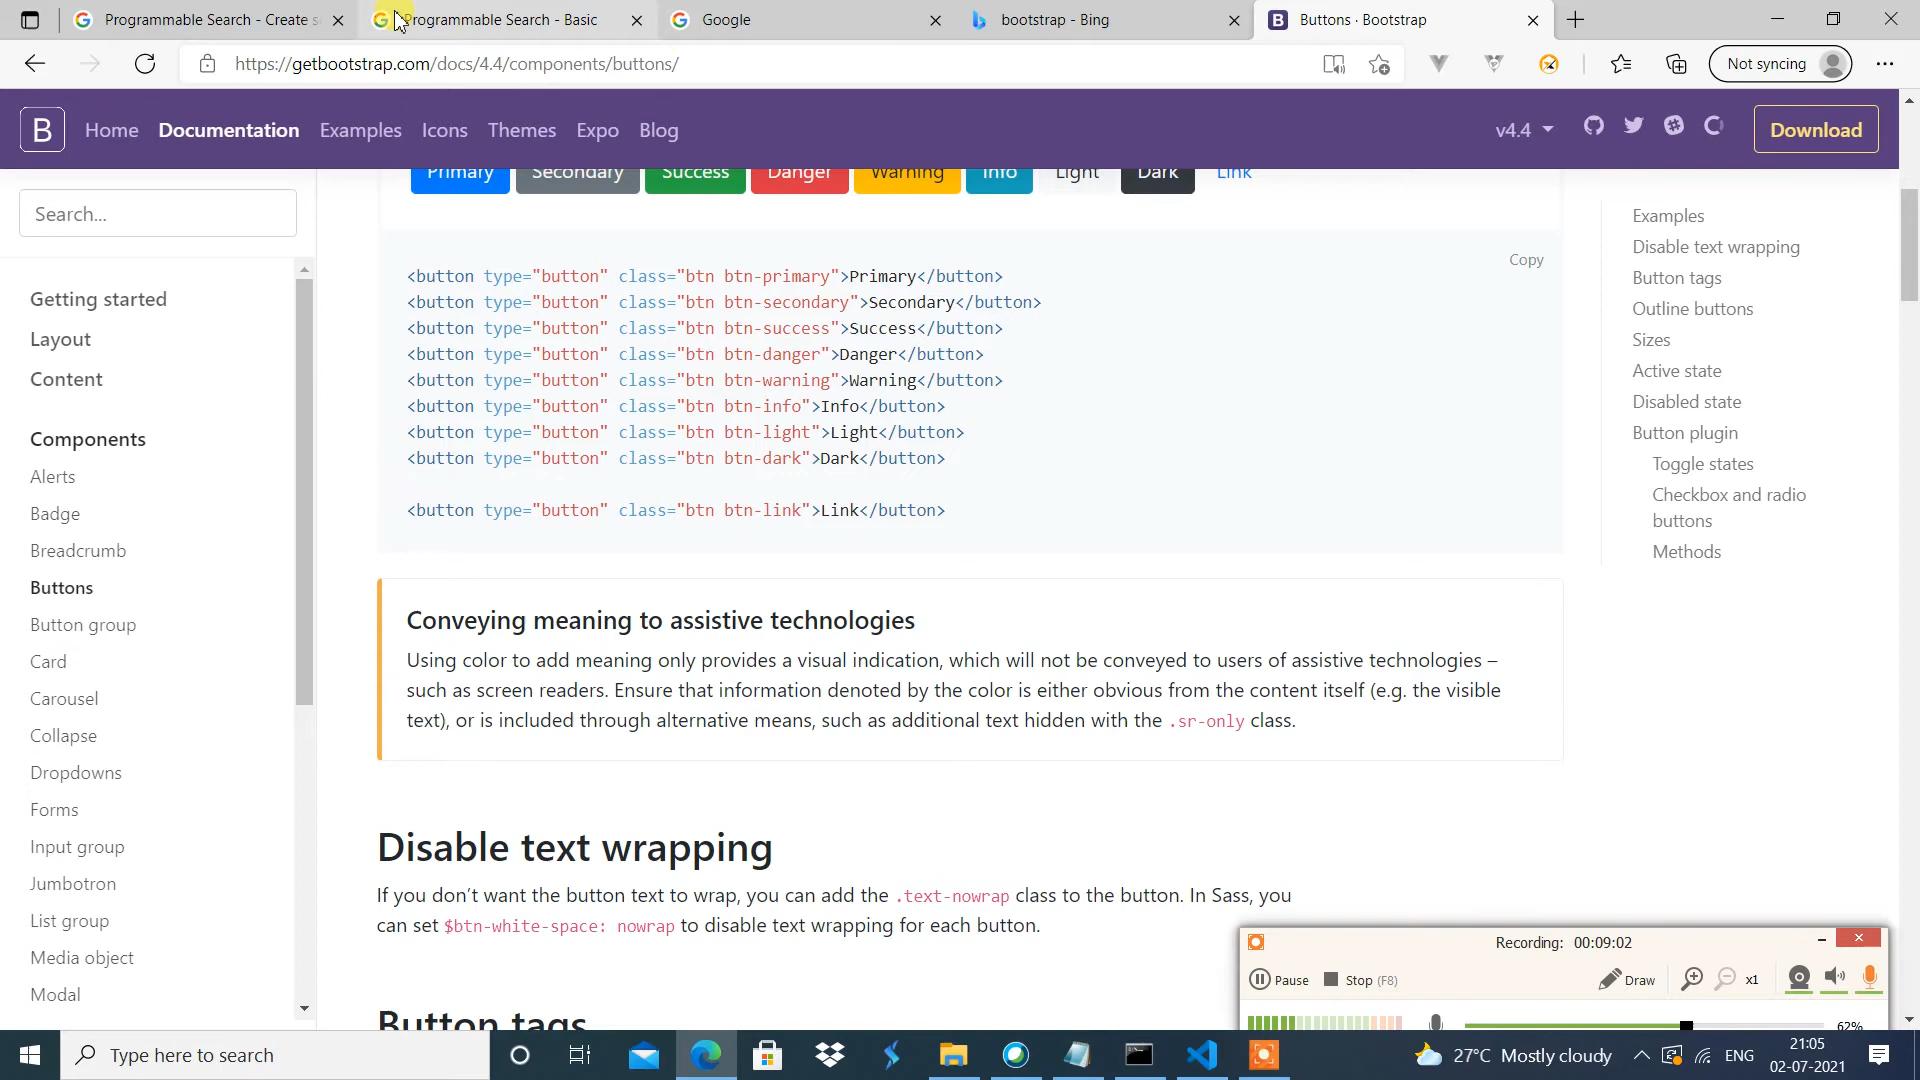 Programmable Search - Create s
Programmable Search - Basic
Google
bootstrap - Bing
Buttons · Bootstrap
https://getbootstrap.com/docs/4.4/components/buttons/
Not syncing
B
Home
Documentation
Examples
Icons
Themes
Expo
Blog
v4.4
Download
Search...
Getting started
Layout
Content
Components
Alerts
Badge
Breadcrumb
Buttons
Button group
Card
Carousel
Collapse
Dropdowns
Forms
Input group
Jumbotron
List group
Media object
Modal
Primary
Secondary
Success
Danger
Warning
Info
Light
Dark
Link
Copy
<button type="button" class="btn btn-primary">Primary</button>
<button type="button" class="btn btn-secondary">Secondary</button>
<button type="button" class="btn btn-success">Success</button>
<button type="button" class="btn btn-danger">Danger</button>
<button type="button" class="btn btn-warning">Warning</button>
<button type="button" class="btn btn-info">Info</button>
<button type="button" class="btn btn-light">Light</button>
<button type="button" class="btn btn-dark">Dark</button>
<button type="button" class="btn btn-link">Link</button>
Conveying meaning to assistive technologies
Using color to add meaning only provides a visual indication, which will not be conveyed to users of assistive technologies –
such as screen readers. Ensure that information denoted by the color is either obvious from the content itself (e.g. the visible
text), or is included through alternative means, such as additional text hidden with the .sr-only class.
Disable text wrapping
If you don’t want the button text to wrap, you can add the .text-nowrap class to the button. In Sass, you
can set $btn-white-space: nowrap to disable text wrapping for each button.
Button tags
Examples
Disable text wrapping
Button tags
Outline buttons
Sizes
Active state
Disabled state
Button plugin
Toggle states
Checkbox and radio
buttons
Methods
Recording: 00:09:02
Pause
Stop (F8)
Draw
x1
62%
Type here to search
27°C Mostly cloudy
ENG
21:05
02-07-2021